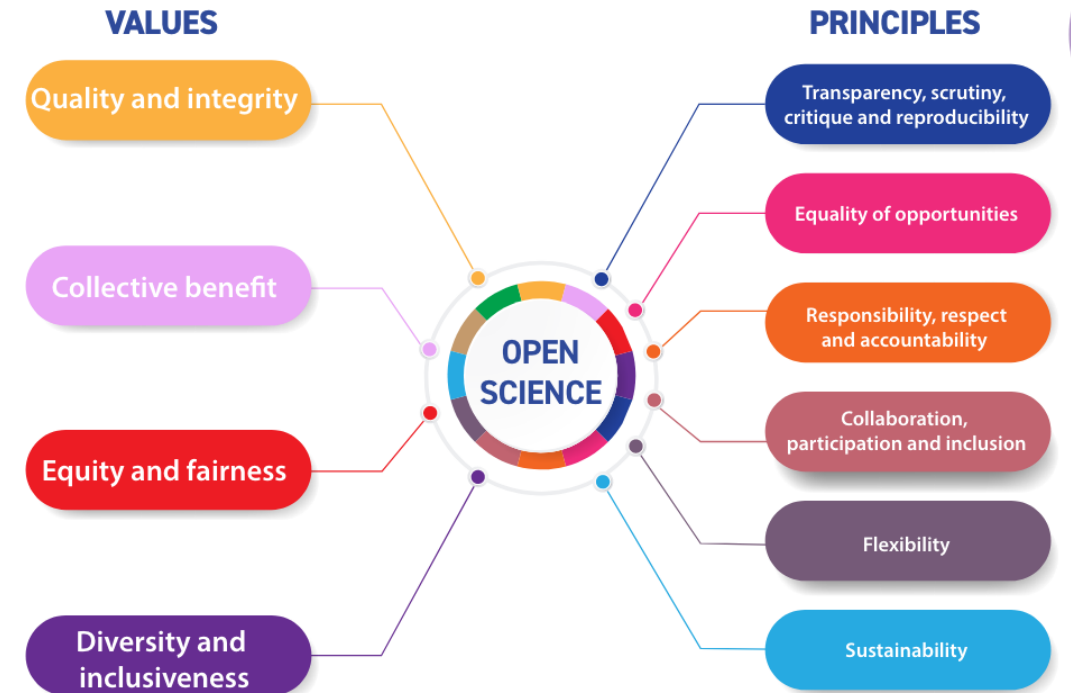 VALUES
Quality and integrity
Collective benefit
Equity and fairness
Diversity and
inclusiveness
OPEN
SCIENCE
PRINCIPLES
Transparency, scrutiny,
critique and reproducibility
Equality of opportunities
Responsibility, respect
and accountability
Collaboration,
participation and inclusion
Flexibility
Sustainability